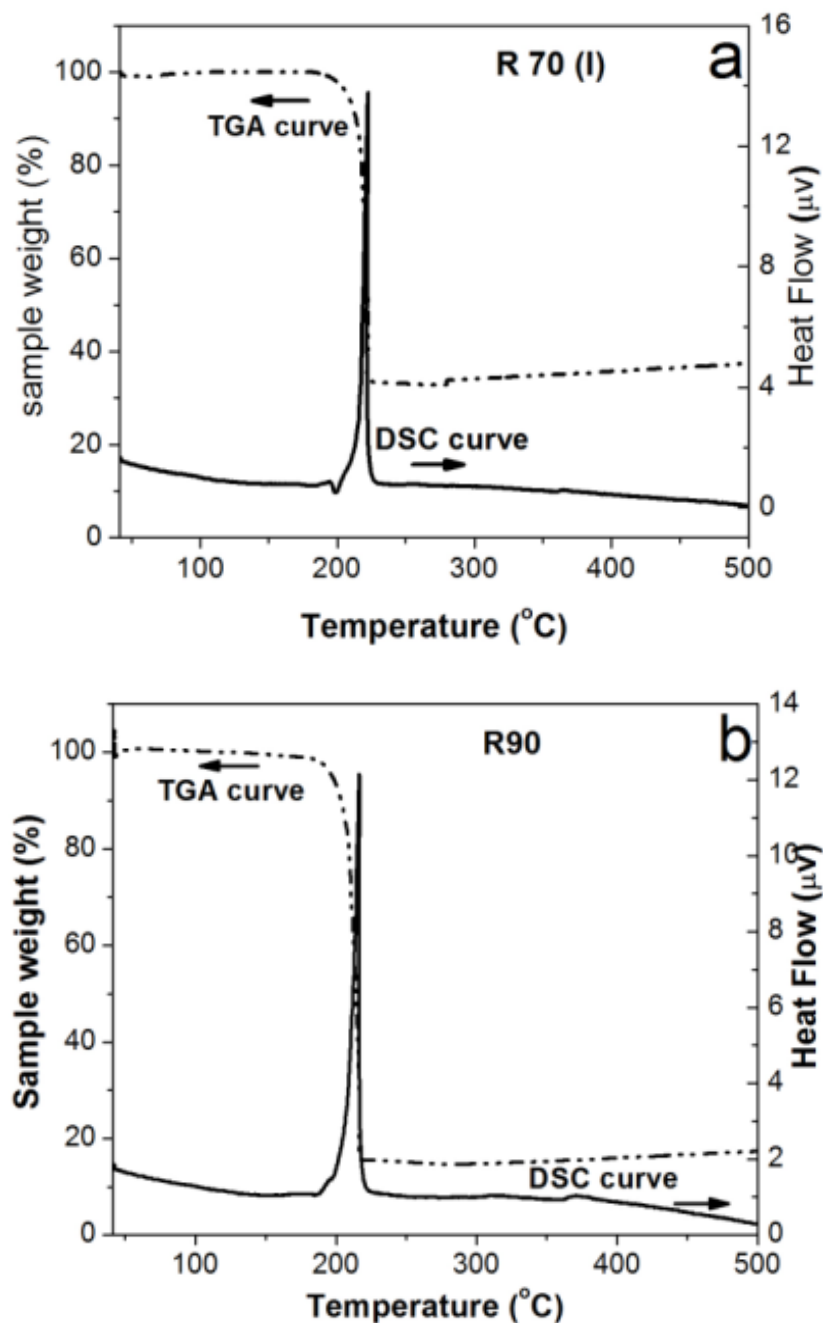 R 70 (I)
a
TGA curve
DSC curve
sample weight (%)
0
20
40
60
80
100
Heat Flow (μv)
0
4
8
12
16
100
200
300
400
500
Temperature (°C)
R90
b
TGA curve
DSC curve
Sample weight (%)
0
20
40
60
80
100
Heat Flow (μv)
0
2
4
6
8
10
12
14
100
200
300
400
500
Temperature (°C)